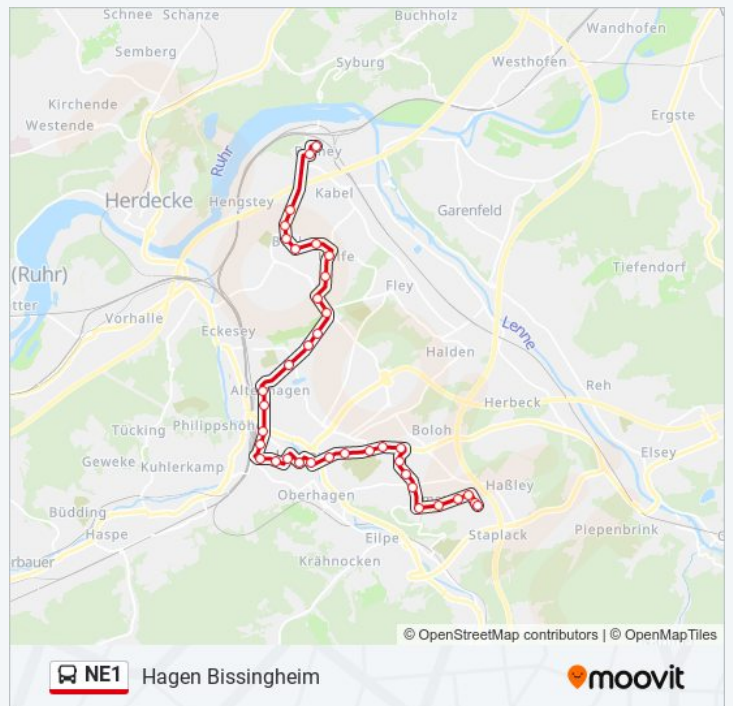 Schnee Schanze
Buchholz
Wandhofen
Semberg
Syburg
Westhofen
Kirchende
Ergste
Westende
Ruhr
Kabel
Herdecke
Hengstey
Garenfeld
(Ruhr)
Tiefendorf
Fley
Vorhalle
Lenne
Eckesey
Halden
Reh
Herbeck
Tücking
Boloh
Elsey
Geweke
Kuhlerkamp
Haßley
Oberhagen
Büdding
Piepenbrink
Haspe
Eilpe
Staplack
Krähnocken
© OpenStreetMap contributors | © OpenMapTiles
NE1 Hagen Bissingheim moovit